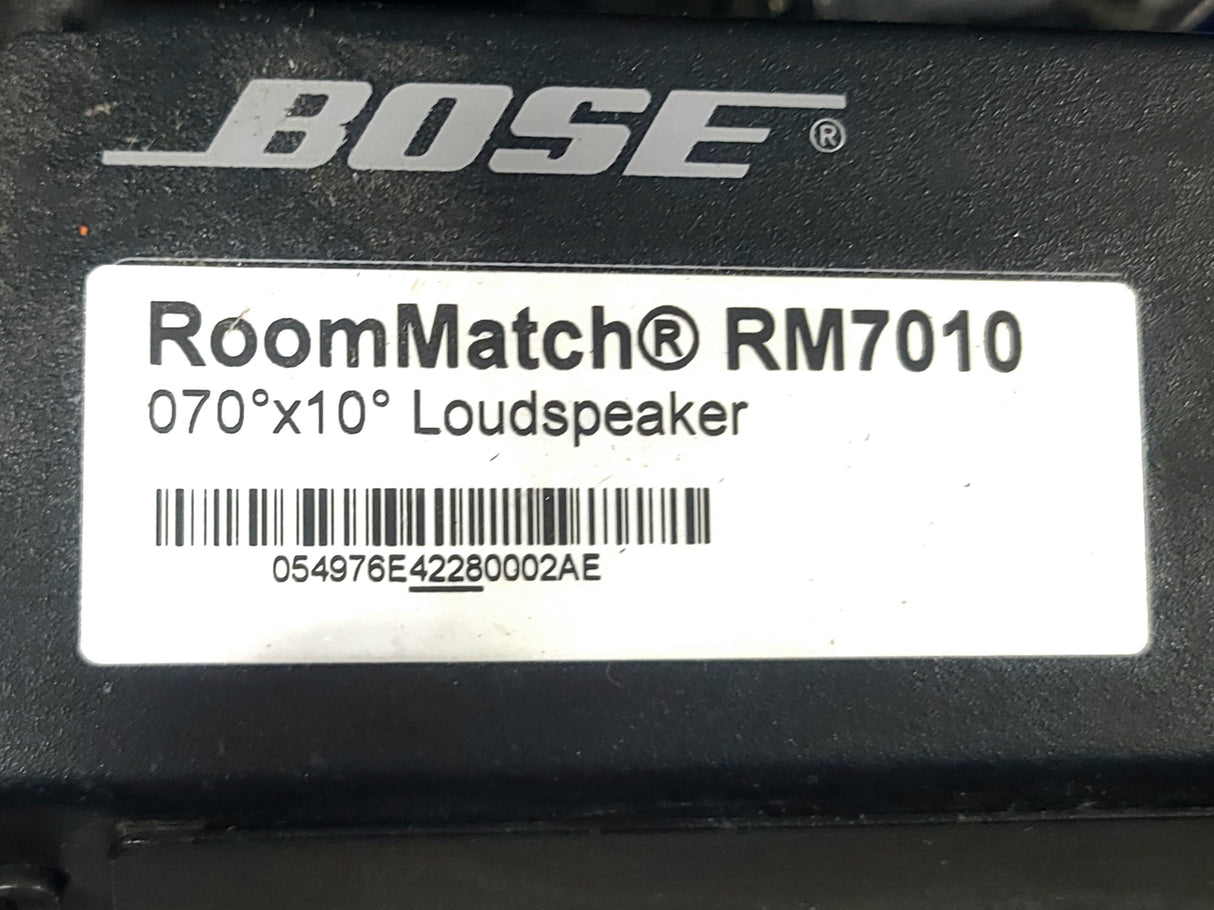 BOSE®
RoomMatch® RM7010
070°x10° Loudspeaker
054976E42280002AE